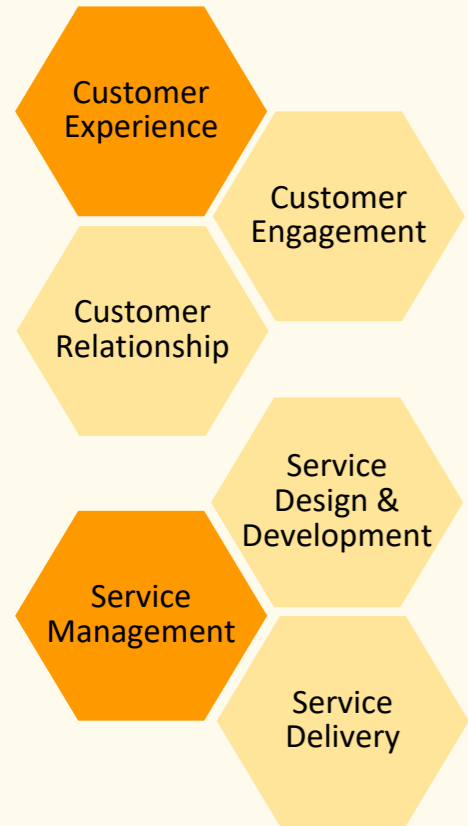 Customer
Experience
Customer
Engagement
Customer
Relationship
Service
Design &
Development
Service
Management
Service
Delivery